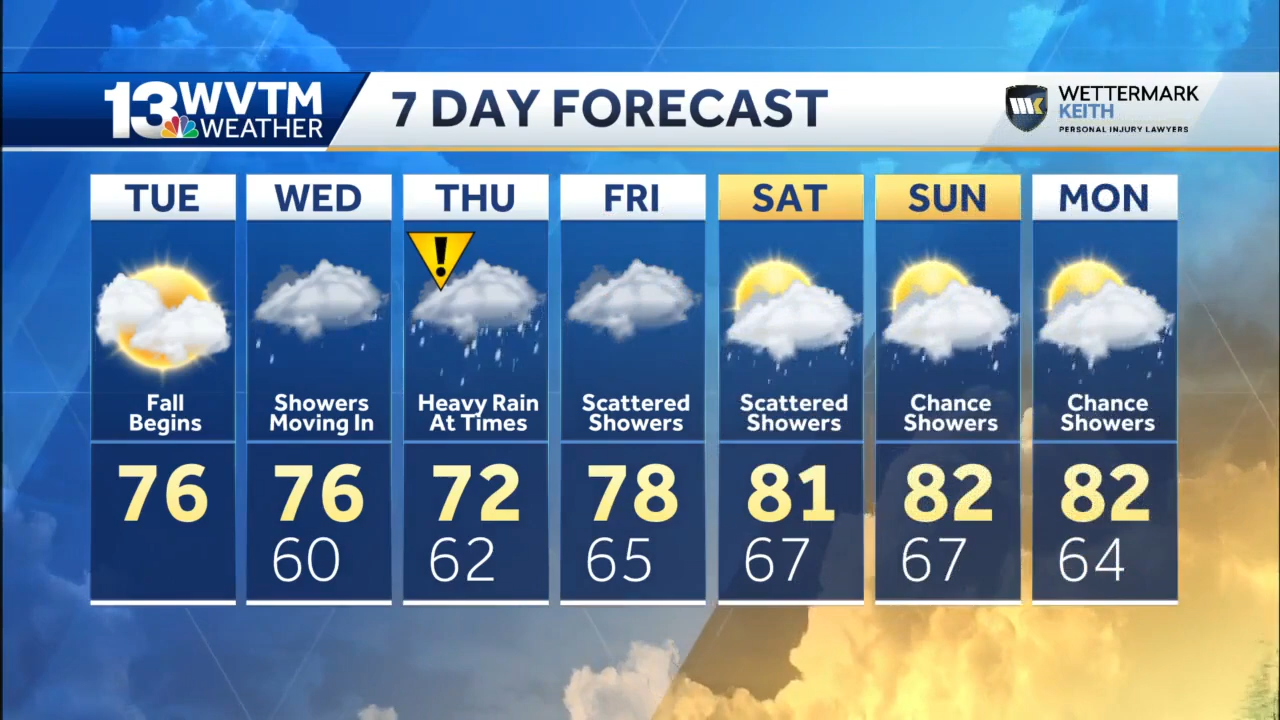 13 WVTM
WEATHER
7 DAY FORECAST
WETTERMARK
KEITH
PERSONAL INJURY LAWYERS
TUE
Fall
Begins
76
WED
Showers
Moving In
76
60
THU
!
Heavy Rain
At Times
72
62
FRI
Scattered
Showers
78
65
SAT
Scattered
Showers
81
67
SUN
Chance
Showers
82
67
MON
Chance
Showers
82
64